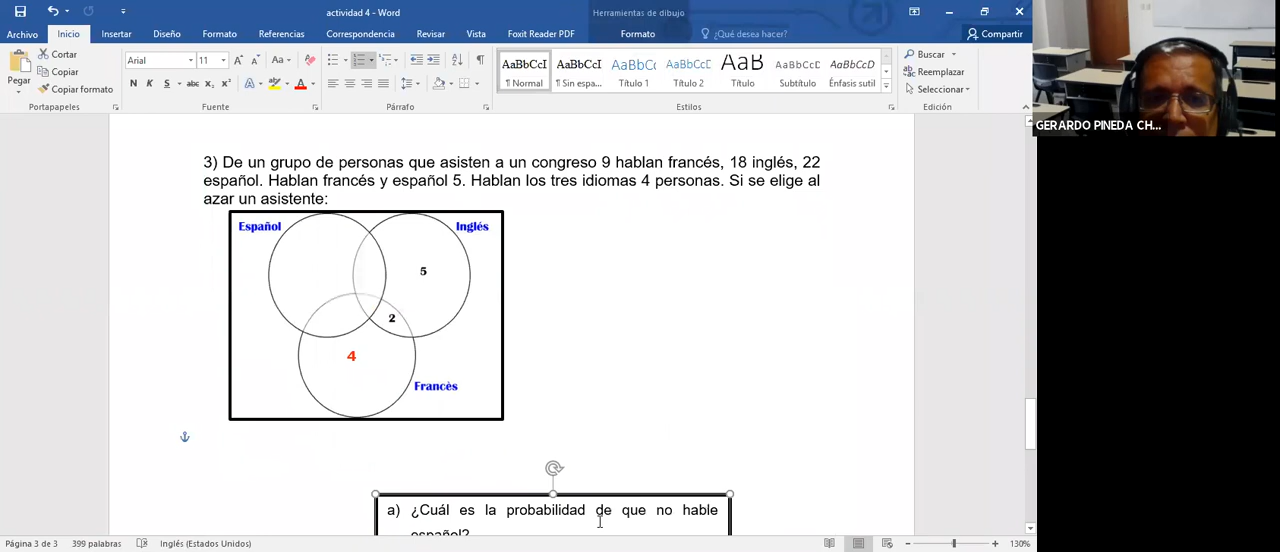 actividad 4 - Word
Herramientas de dibujo
Archivo Inicio Insertar Diseño Formato Referencias Correspondencia Revisar Vista Foxit Reader PDF Formato ¿Qué desea hacer? Compartir
Pegar
Cortar
Copiar
Copiar formato
Portapapeles
Arial 11
Fuente
Párrafo
AaBbCcI AaBbCcI AaBbCc AaBbCcE AaBb AaBbCcD AaBbCcD
¶ Normal ¶ Sin espa... Título 1 Título 2 Título Subtítulo Énfasis sutil
Estilos
Buscar
Reemplazar
Seleccionar
Edición
GERARDO PINEDA CH...
3) De un grupo de personas que asisten a un congreso 9 hablan francés, 18 inglés, 22
español. Hablan francés y español 5. Hablan los tres idiomas 4 personas. Si se elige al
azar un asistente:
Español
Inglés
5
2
4
Francès
a) ¿Cuál es la probabilidad de que no hable
español?
Página 3 de 3 399 palabras Inglés (Estados Unidos) 130%